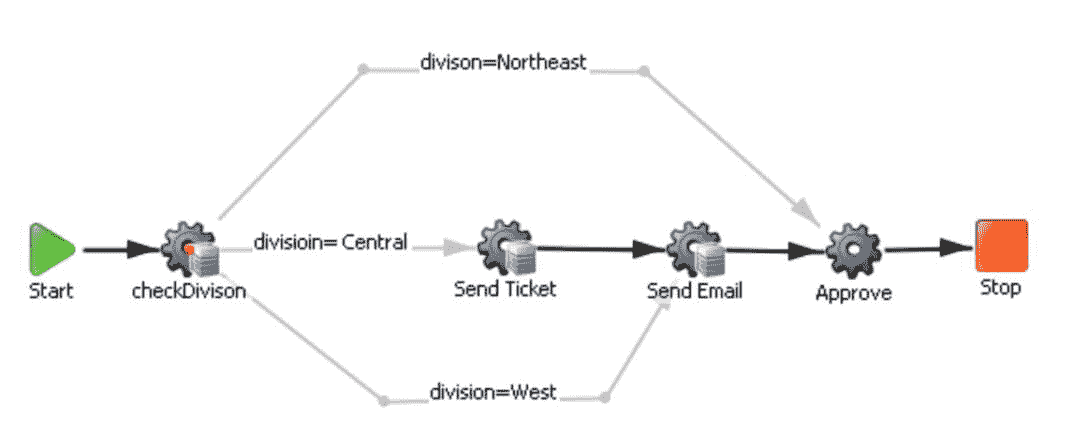 divison=Northeast
divisioin= Central
Start
checkDivison
Send Ticket
Send Email
Approve
Stop
division=West